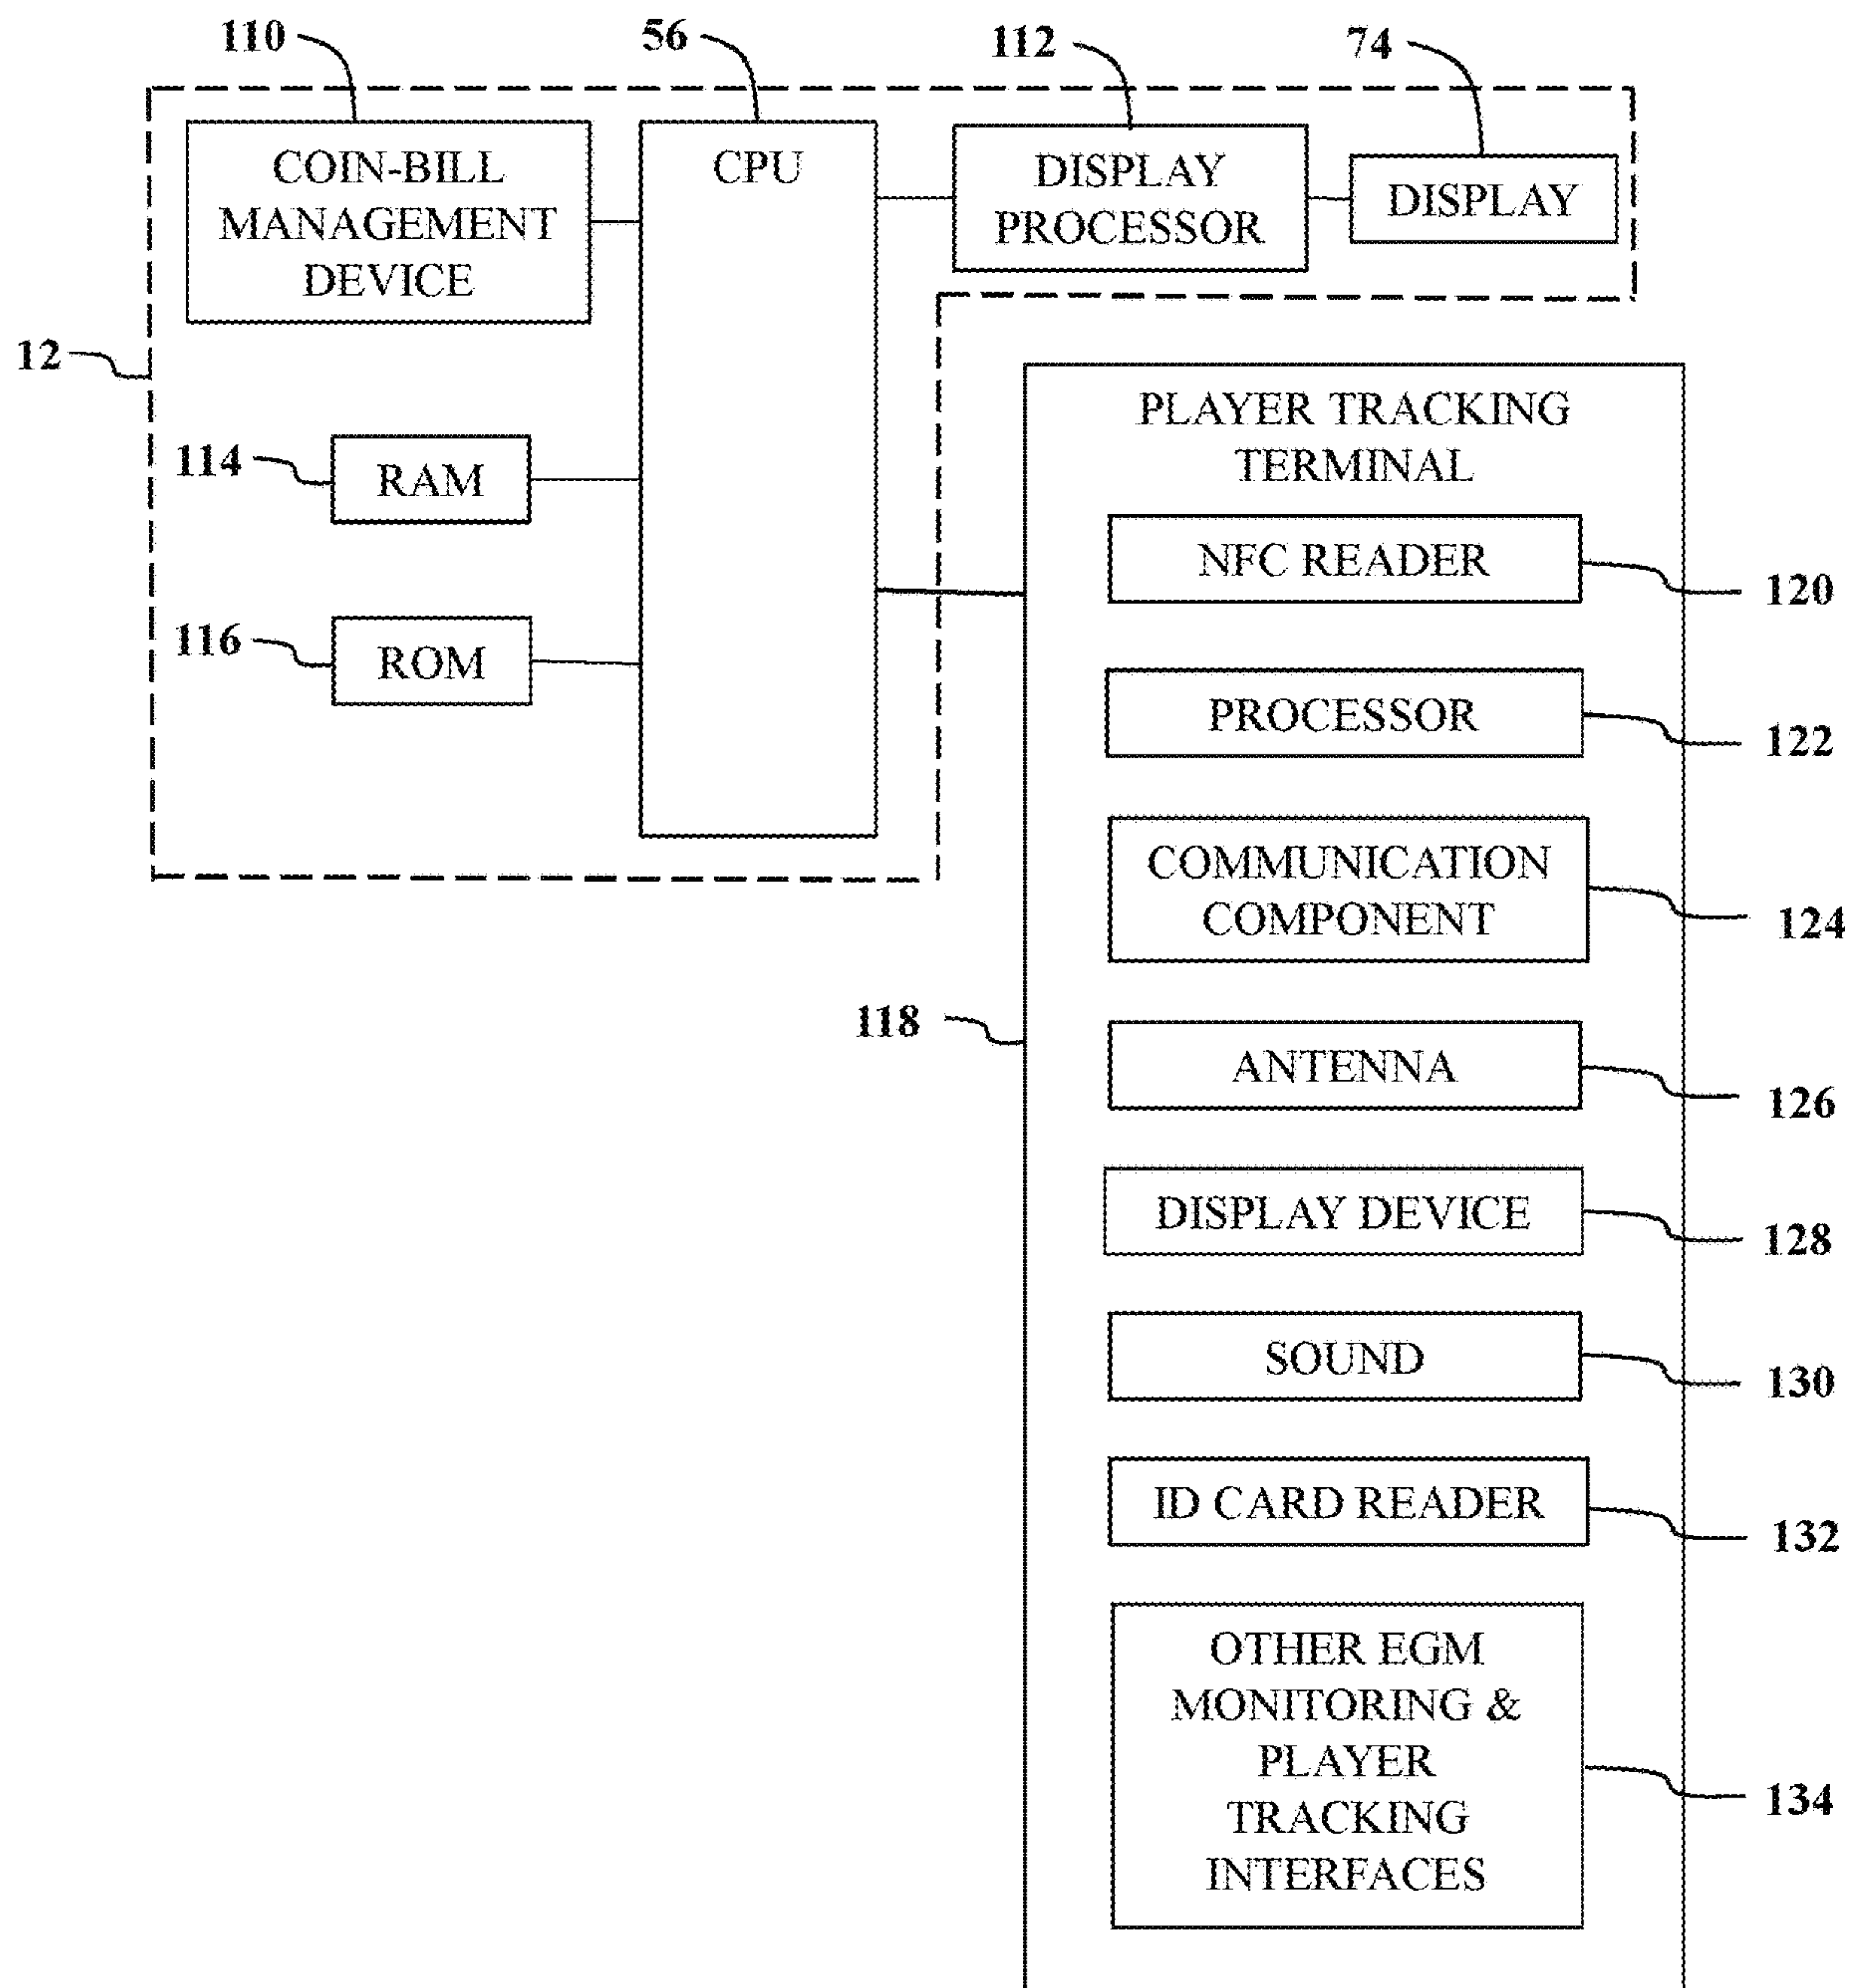 110
56
112
74
COIN-BILL
MANAGEMENT
DEVICE
CPU
DISPLAY
PROCESSOR
DISPLAY
12
114
RAM
116
ROM
PLAYER TRACKING
TERMINAL
NFC READER
120
PROCESSOR
122
COMMUNICATION
COMPONENT
124
118
ANTENNA
126
DISPLAY DEVICE
128
SOUND
130
ID CARD READER
132
OTHER EGM
MONITORING &
PLAYER
TRACKING
INTERFACES
134